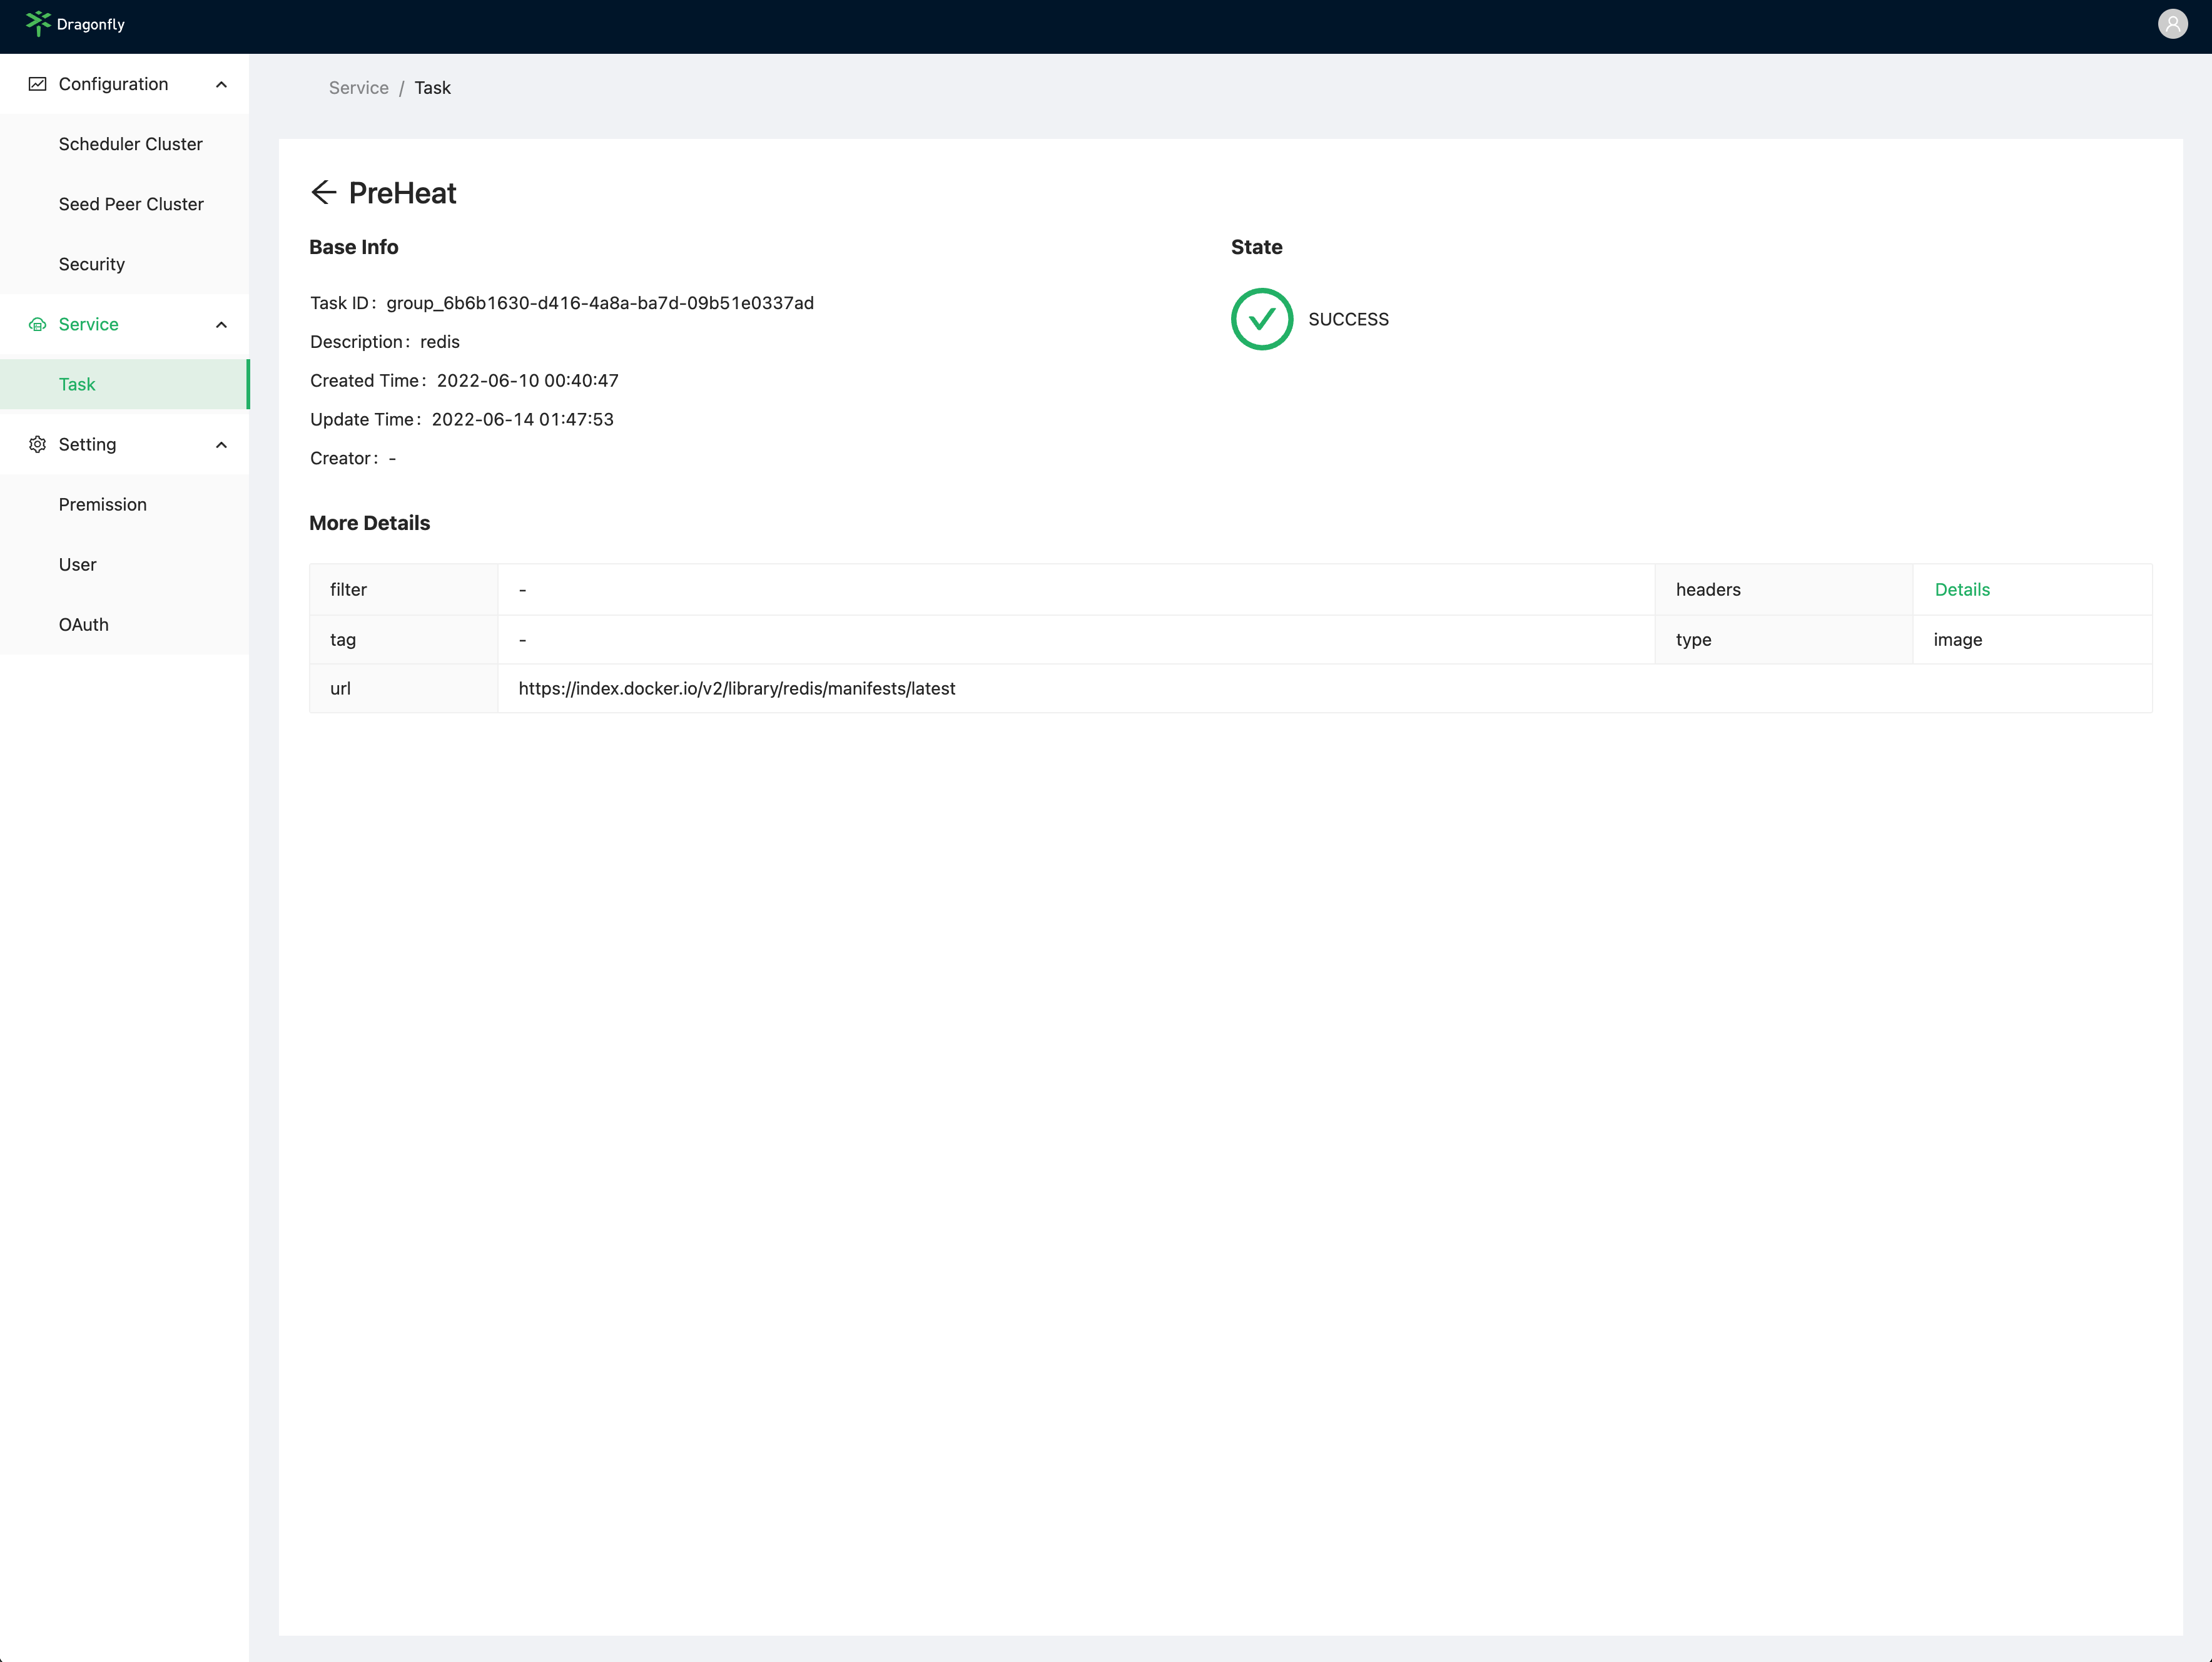 Dragonfly
Configuration
Scheduler Cluster
Seed Peer Cluster
Security
Service
Task
Setting
Premission
User
OAuth
Service / Task
PreHeat
Base Info
Task ID: group_6b6b1630-d416-4a8a-ba7d-09b51e0337ad
Description: redis
Created Time: 2022-06-10 00:40:47
Update Time: 2022-06-14 01:47:53
Creator: -
State
SUCCESS
More Details
filter - headers Details
tag - type image
url https://index.docker.io/v2/library/redis/manifests/latest